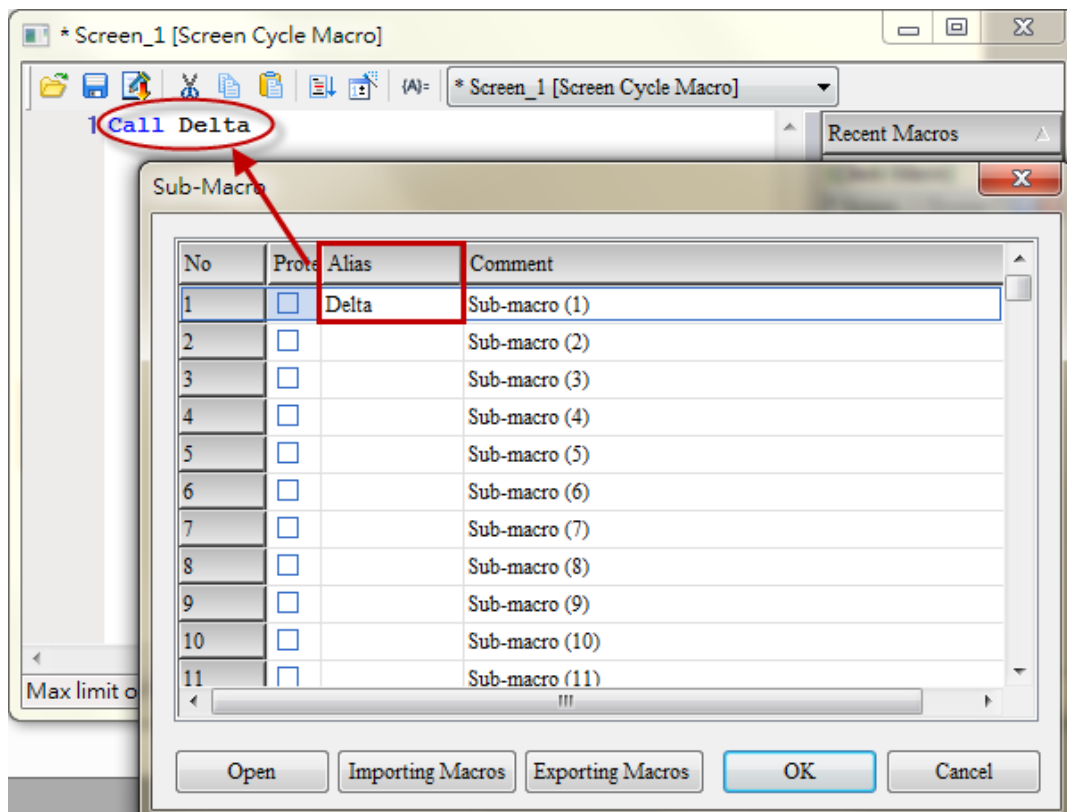 * Screen_1 [Screen Cycle Macro]
{A}= * Screen_1 [Screen Cycle Macro]
1 Call Delta
Recent Macros
Sub-Macro
No Prote Alias Comment
1 Delta Sub-macro (1)
2 Sub-macro (2)
3 Sub-macro (3)
4 Sub-macro (4)
5 Sub-macro (5)
6 Sub-macro (6)
7 Sub-macro (7)
8 Sub-macro (8)
9 Sub-macro (9)
10 Sub-macro (10)
11 Sub-macro (11)
Max limit o
Open Importing Macros Exporting Macros OK Cancel